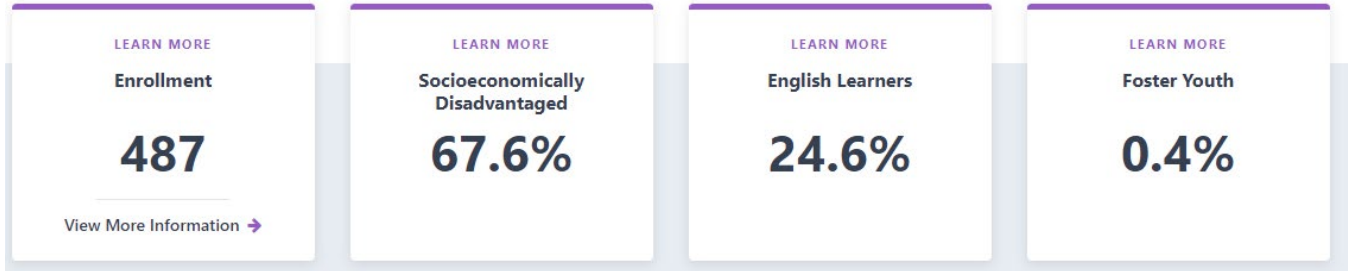 LEARN MORE
Enrollment
487
View More Information
LEARN MORE
Socioeconomically
Disadvantaged
67.6%
LEARN MORE
English Learners
24.6%
LEARN MORE
Foster Youth
0.4%